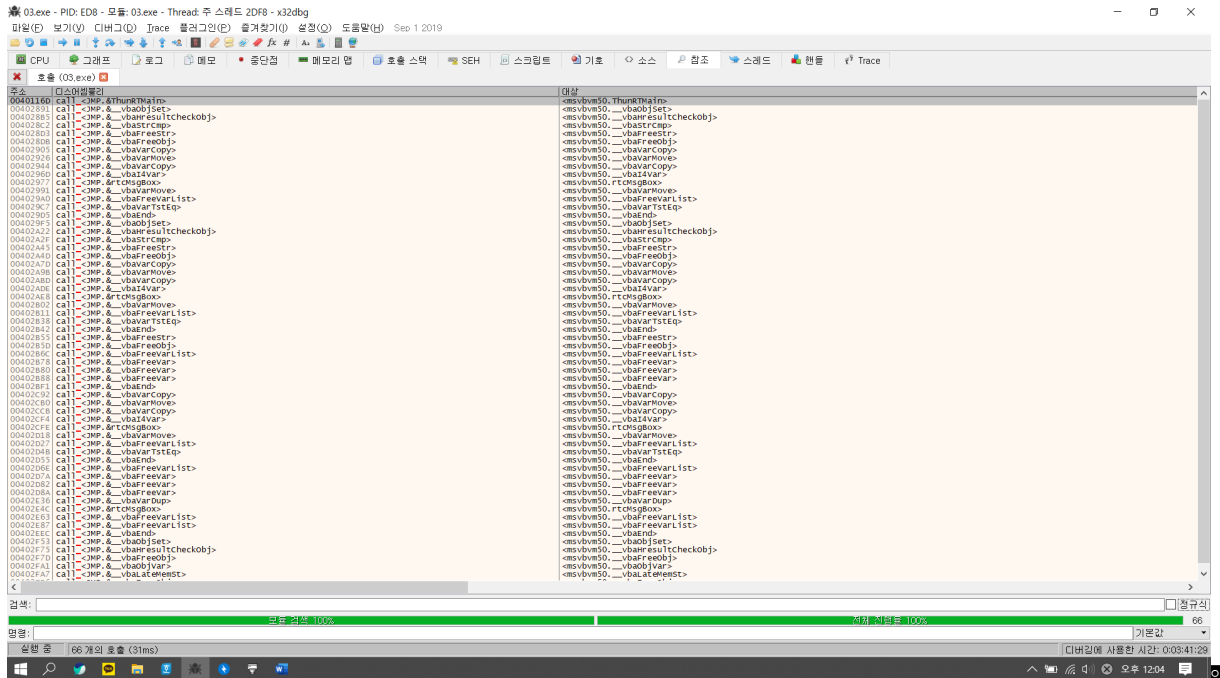 03.exe - PID: ED8 - 모듈: 03.exe - Thread: 주 스레드 2DF8 - x32dbg
파일(F) 보기(V) 디버그(D) Trace 플러그인(P) 즐겨찾기(I) 설정(O) 도움말(H) Sep 1 2019
CPU 그래프 로그 메모 중단점 메모리 맵 호출 스택 SEH 스크립트 기호 소스 참조 스레드 핸들 Trace
호출 (03.exe)
주소 디스어셈블리 대상
0040116D call <JMP.&ThunRTMain> <msvbvm50.ThunRTMain>
00402891 call <JMP.&__vbaObjSet> <msvbvm50.__vbaObjSet>
004028B5 call <JMP.&__vbaHresultCheckObj> <msvbvm50.__vbaHresultCheckObj>
004028C2 call <JMP.&__vbaStrCmp> <msvbvm50.__vbaStrCmp>
004028D3 call <JMP.&__vbaFreeStr> <msvbvm50.__vbaFreeStr>
004028DB call <JMP.&__vbaFreeObj> <msvbvm50.__vbaFreeObj>
00402905 call <JMP.&__vbaVarCopy> <msvbvm50.__vbaVarCopy>
00402926 call <JMP.&__vbaVarMove> <msvbvm50.__vbaVarMove>
00402944 call <JMP.&__vbaVarCopy> <msvbvm50.__vbaVarCopy>
0040296D call <JMP.&__vbaI4Var> <msvbvm50.__vbaI4Var>
00402977 call <JMP.&rtcMsgBox> <msvbvm50.rtcMsgBox>
00402991 call <JMP.&__vbaVarMove> <msvbvm50.__vbaVarMove>
004029A0 call <JMP.&__vbaFreeVarList> <msvbvm50.__vbaFreeVarList>
004029C7 call <JMP.&__vbaVarTstEq> <msvbvm50.__vbaVarTstEq>
004029D5 call <JMP.&__vbaEnd> <msvbvm50.__vbaEnd>
004029F5 call <JMP.&__vbaObjSet> <msvbvm50.__vbaObjSet>
00402A22 call <JMP.&__vbaHresultCheckObj> <msvbvm50.__vbaHresultCheckObj>
00402A2F call <JMP.&__vbaStrCmp> <msvbvm50.__vbaStrCmp>
00402A45 call <JMP.&__vbaFreeStr> <msvbvm50.__vbaFreeStr>
00402A4D call <JMP.&__vbaFreeObj> <msvbvm50.__vbaFreeObj>
00402A7D call <JMP.&__vbaVarCopy> <msvbvm50.__vbaVarCopy>
00402A9B call <JMP.&__vbaVarMove> <msvbvm50.__vbaVarMove>
00402ABD call <JMP.&__vbaVarCopy> <msvbvm50.__vbaVarCopy>
00402ADE call <JMP.&__vbaI4Var> <msvbvm50.__vbaI4Var>
00402AE8 call <JMP.&rtcMsgBox> <msvbvm50.rtcMsgBox>
00402B02 call <JMP.&__vbaVarMove> <msvbvm50.__vbaVarMove>
00402B11 call <JMP.&__vbaFreeVarList> <msvbvm50.__vbaFreeVarList>
00402B38 call <JMP.&__vbaVarTstEq> <msvbvm50.__vbaVarTstEq>
00402B42 call <JMP.&__vbaEnd> <msvbvm50.__vbaEnd>
00402B55 call <JMP.&__vbaFreeStr> <msvbvm50.__vbaFreeStr>
00402B5D call <JMP.&__vbaFreeObj> <msvbvm50.__vbaFreeObj>
00402B6C call <JMP.&__vbaFreeVarList> <msvbvm50.__vbaFreeVarList>
00402B78 call <JMP.&__vbaFreeVar> <msvbvm50.__vbaFreeVar>
00402B80 call <JMP.&__vbaFreeVar> <msvbvm50.__vbaFreeVar>
00402B88 call <JMP.&__vbaFreeVar> <msvbvm50.__vbaFreeVar>
00402BF1 call <JMP.&__vbaEnd> <msvbvm50.__vbaEnd>
00402C92 call <JMP.&__vbaVarCopy> <msvbvm50.__vbaVarCopy>
00402CB0 call <JMP.&__vbaVarMove> <msvbvm50.__vbaVarMove>
00402CCB call <JMP.&__vbaVarCopy> <msvbvm50.__vbaVarCopy>
00402CF4 call <JMP.&__vbaI4Var> <msvbvm50.__vbaI4Var>
00402CFE call <JMP.&rtcMsgBox> <msvbvm50.rtcMsgBox>
00402D18 call <JMP.&__vbaVarMove> <msvbvm50.__vbaVarMove>
00402D27 call <JMP.&__vbaFreeVarList> <msvbvm50.__vbaFreeVarList>
00402D4B call <JMP.&__vbaVarTstEq> <msvbvm50.__vbaVarTstEq>
00402D55 call <JMP.&__vbaEnd> <msvbvm50.__vbaEnd>
00402D6E call <JMP.&__vbaFreeVarList> <msvbvm50.__vbaFreeVarList>
00402D7A call <JMP.&__vbaFreeVar> <msvbvm50.__vbaFreeVar>
00402D82 call <JMP.&__vbaFreeVar> <msvbvm50.__vbaFreeVar>
00402D8A call <JMP.&__vbaFreeVar> <msvbvm50.__vbaFreeVar>
00402E36 call <JMP.&__vbaVarDup> <msvbvm50.__vbaVarDup>
00402E4C call <JMP.&rtcMsgBox> <msvbvm50.rtcMsgBox>
00402E63 call <JMP.&__vbaFreeVarList> <msvbvm50.__vbaFreeVarList>
00402E87 call <JMP.&__vbaFreeVarList> <msvbvm50.__vbaFreeVarList>
00402EEC call <JMP.&__vbaEnd> <msvbvm50.__vbaEnd>
00402F53 call <JMP.&__vbaObjSet> <msvbvm50.__vbaObjSet>
00402F75 call <JMP.&__vbaHresultCheckObj> <msvbvm50.__vbaHresultCheckObj>
00402F7D call <JMP.&__vbaFreeObj> <msvbvm50.__vbaFreeObj>
00402FA1 call <JMP.&__vbaObjVar> <msvbvm50.__vbaObjVar>
00402FA7 call <JMP.&__vbaLateMemSt> <msvbvm50.__vbaLateMemSt>
검색: 정규식
모듈 검색 100% 전체 진행율 100% 66
명령: 기본값
실행 중 66 개의 호출 (31ms) 디버깅에 사용한 시간: 0:03:41:29
오후 12:04